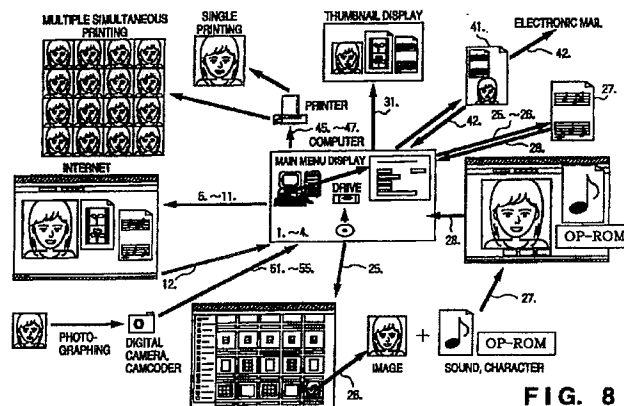 MULTIPLE SIMULTANEOUS
PRINTING
SINGLE
PRINTING
THUMBNAIL DISPLAY
41.
ELECTRONIC MAIL
42.
27.
PRINTER
45.~47.
COMPUTER
31.
42.
25.~26.
28.
MAIN MENU DISPLAY
DRIVE
1.~4.
INTERNET
5.~11.
12.
51.~55.
25.
28.
OP-ROM
27.
PHOTO-
GRAPHING
DIGITAL
CAMERA,
CAMCODER
26.
IMAGE
+
OP-ROM
SOUND, CHARACTER
FIG. 8